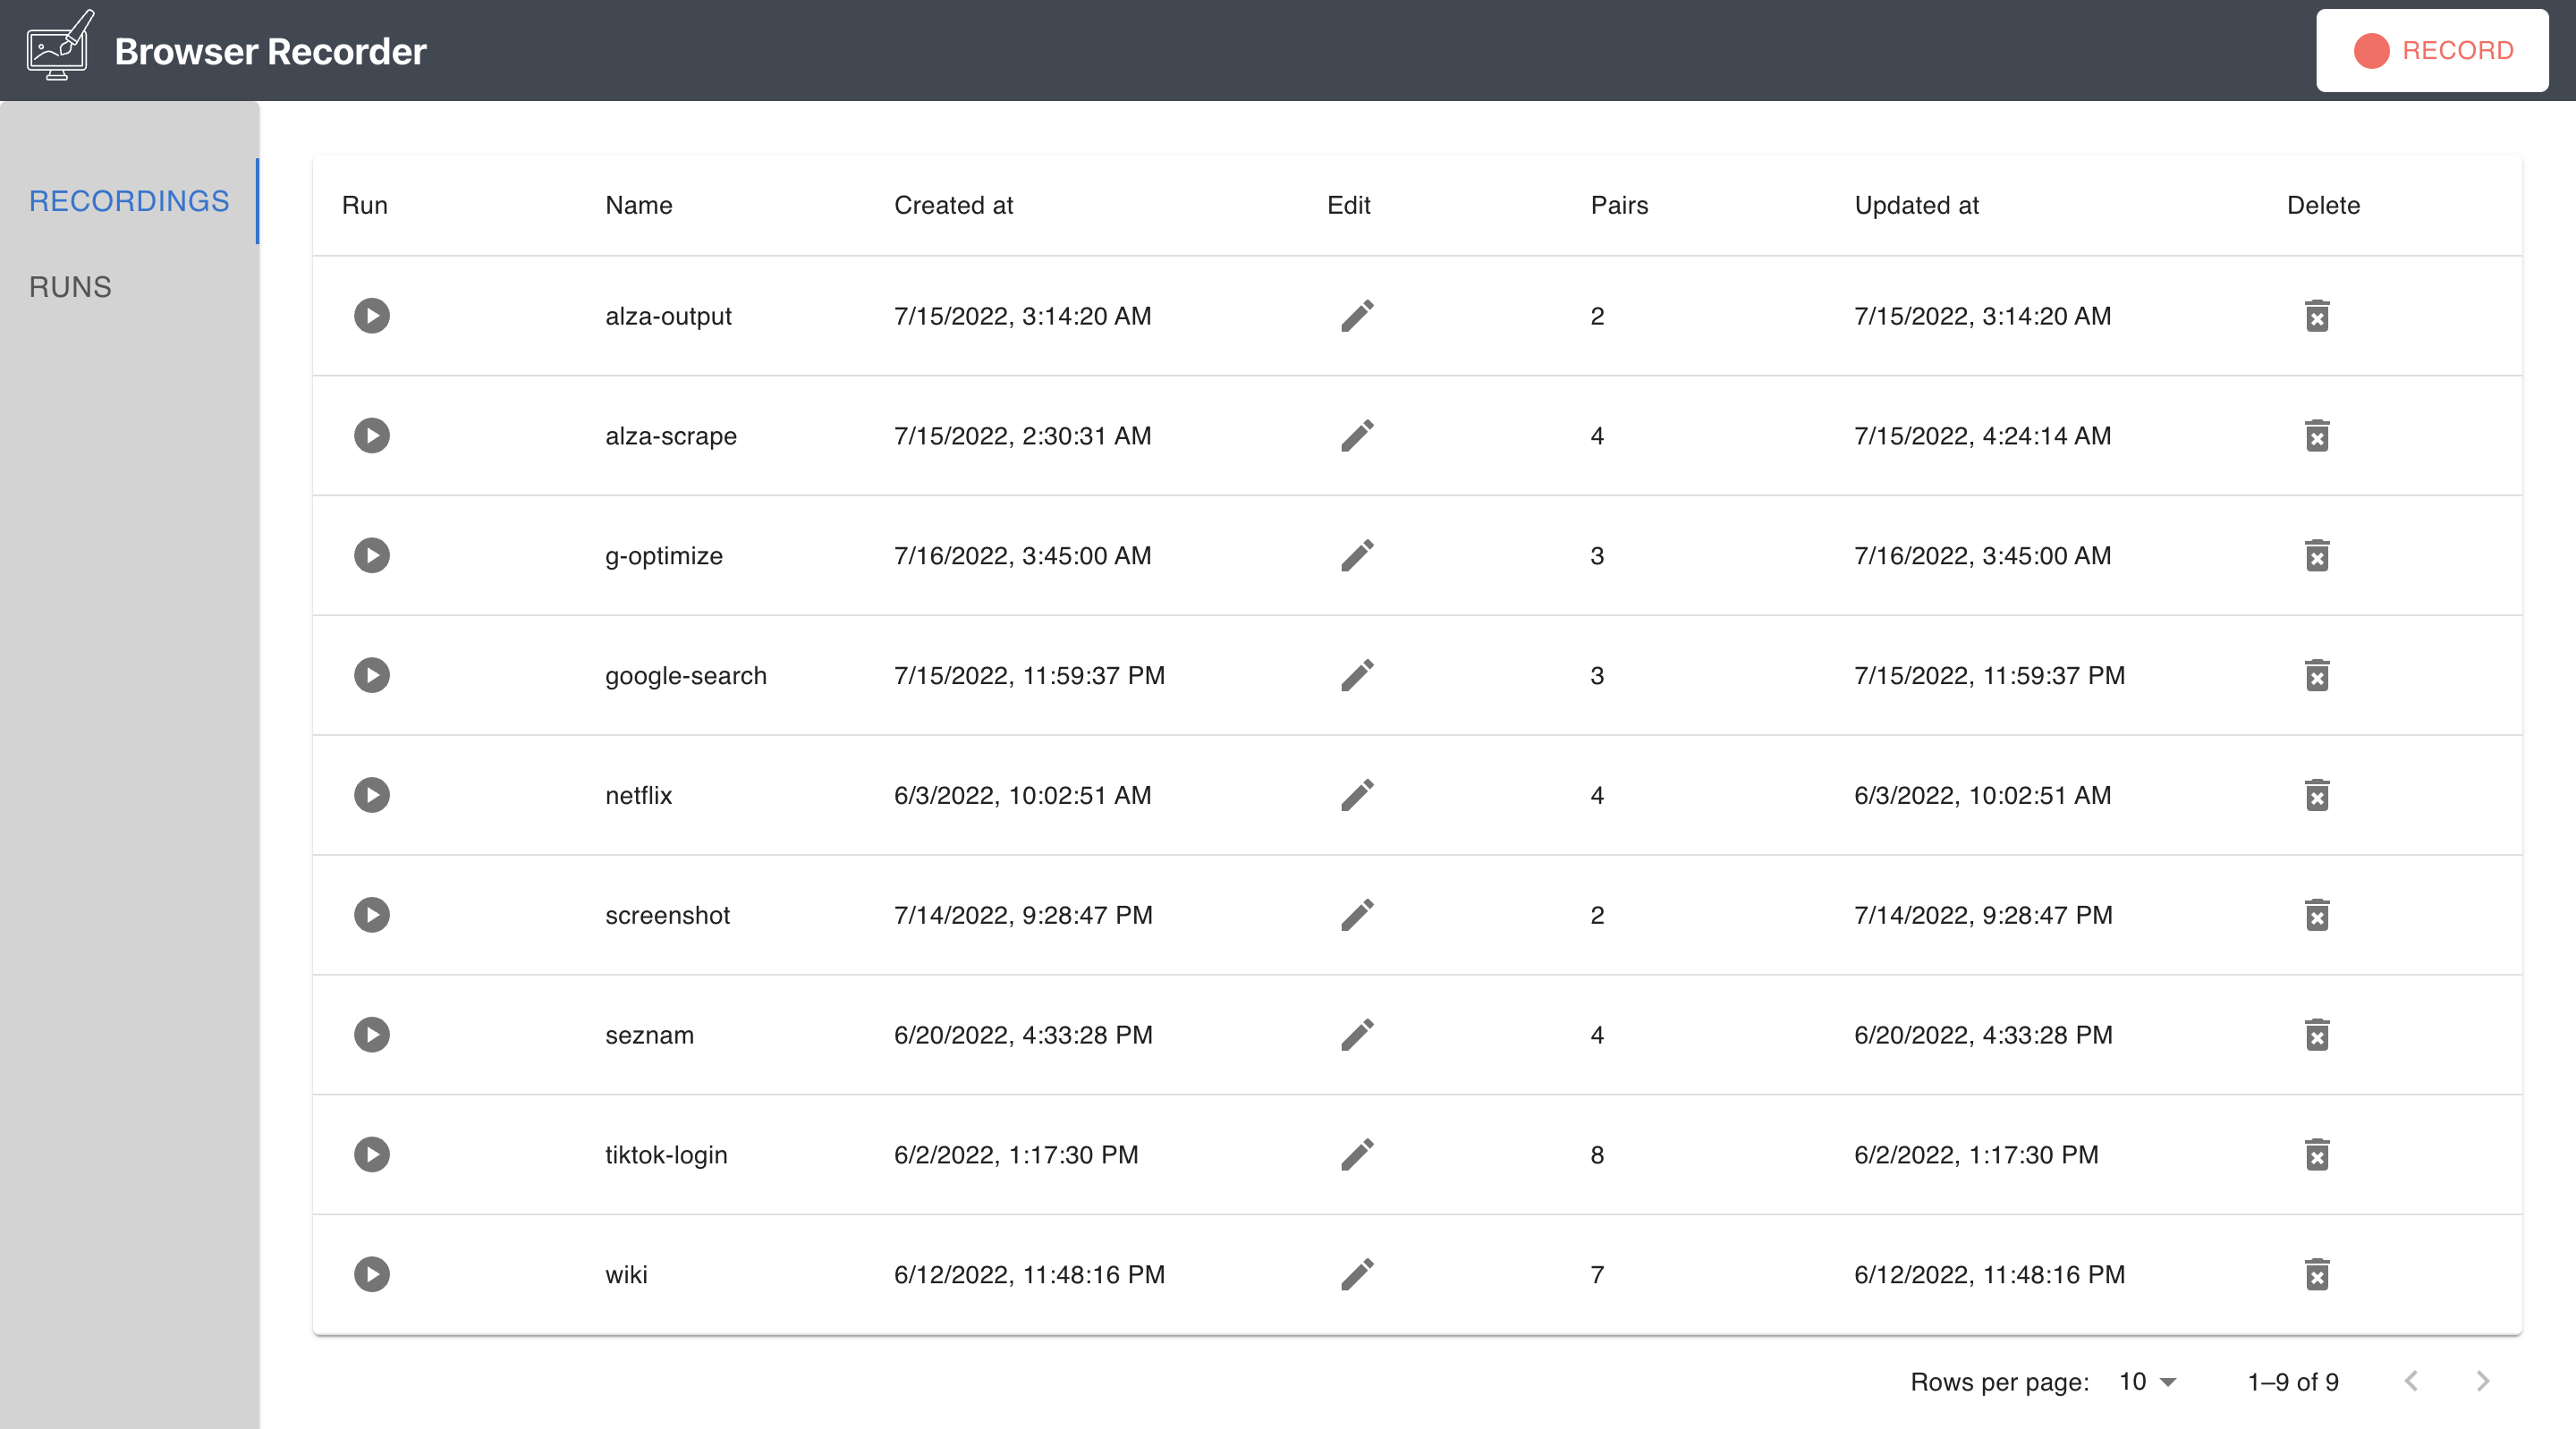 Browser Recorder
RECORD
RECORDINGS
RUNS
Run Name Created at Edit Pairs Updated at Delete
alza-output 7/15/2022, 3:14:20 AM 2 7/15/2022, 3:14:20 AM
alza-scrape 7/15/2022, 2:30:31 AM 4 7/15/2022, 4:24:14 AM
g-optimize 7/16/2022, 3:45:00 AM 3 7/16/2022, 3:45:00 AM
google-search 7/15/2022, 11:59:37 PM 3 7/15/2022, 11:59:37 PM
netflix 6/3/2022, 10:02:51 AM 4 6/3/2022, 10:02:51 AM
screenshot 7/14/2022, 9:28:47 PM 2 7/14/2022, 9:28:47 PM
seznam 6/20/2022, 4:33:28 PM 4 6/20/2022, 4:33:28 PM
tiktok-login 6/2/2022, 1:17:30 PM 8 6/2/2022, 1:17:30 PM
wiki 6/12/2022, 11:48:16 PM 7 6/12/2022, 11:48:16 PM
Rows per page: 10 1–9 of 9